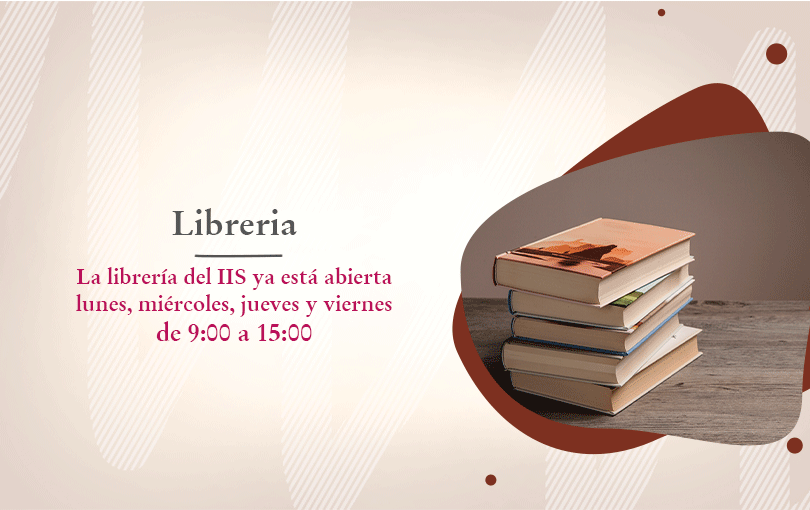 Libreria
La librería del IIS ya está abierta
lunes, miércoles, jueves y viernes
de 9:00 a 15:00